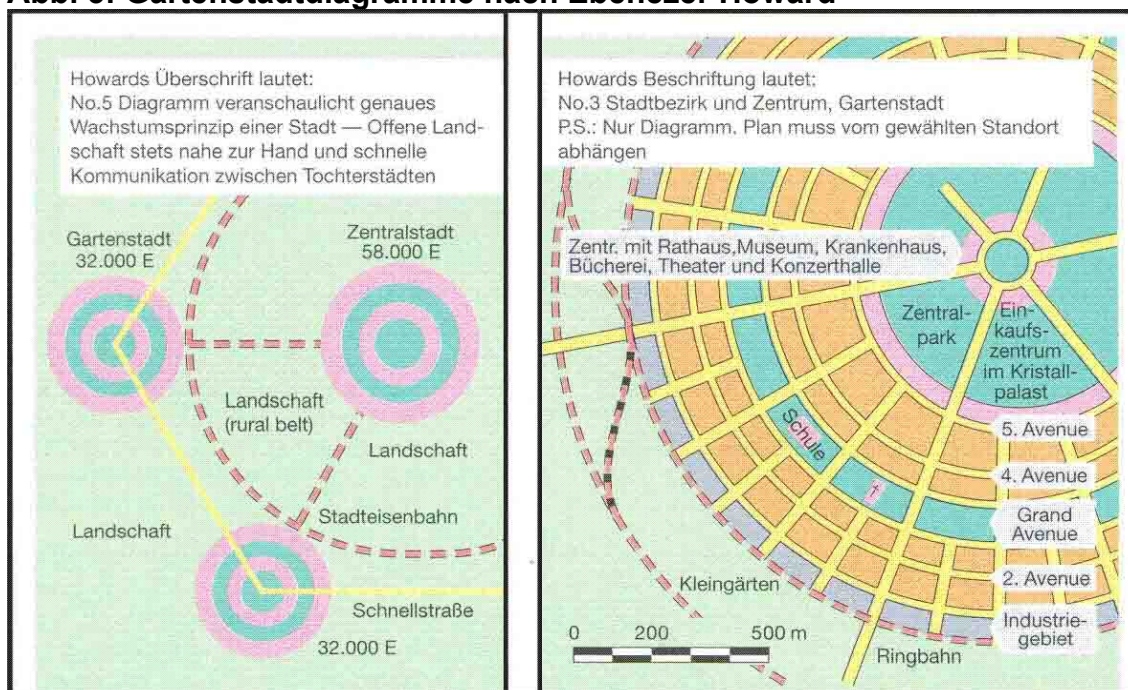 Abb. 3: Gartenstadtdiagramme nach Ebenezer Howard
Howards Überschrift lautet:
No.5 Diagramm veranschaulicht genaues
Wachstumsprinzip einer Stadt — Offene Land-
schaft stets nahe zur Hand und schnelle
Kommunikation zwischen Tochterstädten
Gartenstadt
32.000 E
Zentralstadt
58.000 E
Landschaft
(rural belt)
Landschaft
Landschaft
Stadteisenbahn
Schnellstraße
32.000 E
Howards Beschriftung lautet:
No.3 Stadtbezirk und Zentrum, Gartenstadt
P.S.: Nur Diagramm. Plan muss vom gewählten Standort
abhängen
Zentr. mit Rathaus,Museum, Krankenhaus,
Bücherei, Theater und Konzerthalle
Zentral-
park
Ein-
kaufs-
zentrum
im Kristall-
palast
Schule
5. Avenue
4. Avenue
Grand
Avenue
2. Avenue
Industrie-
gebiet
Kleingärten
Ringbahn
0 200 500 m